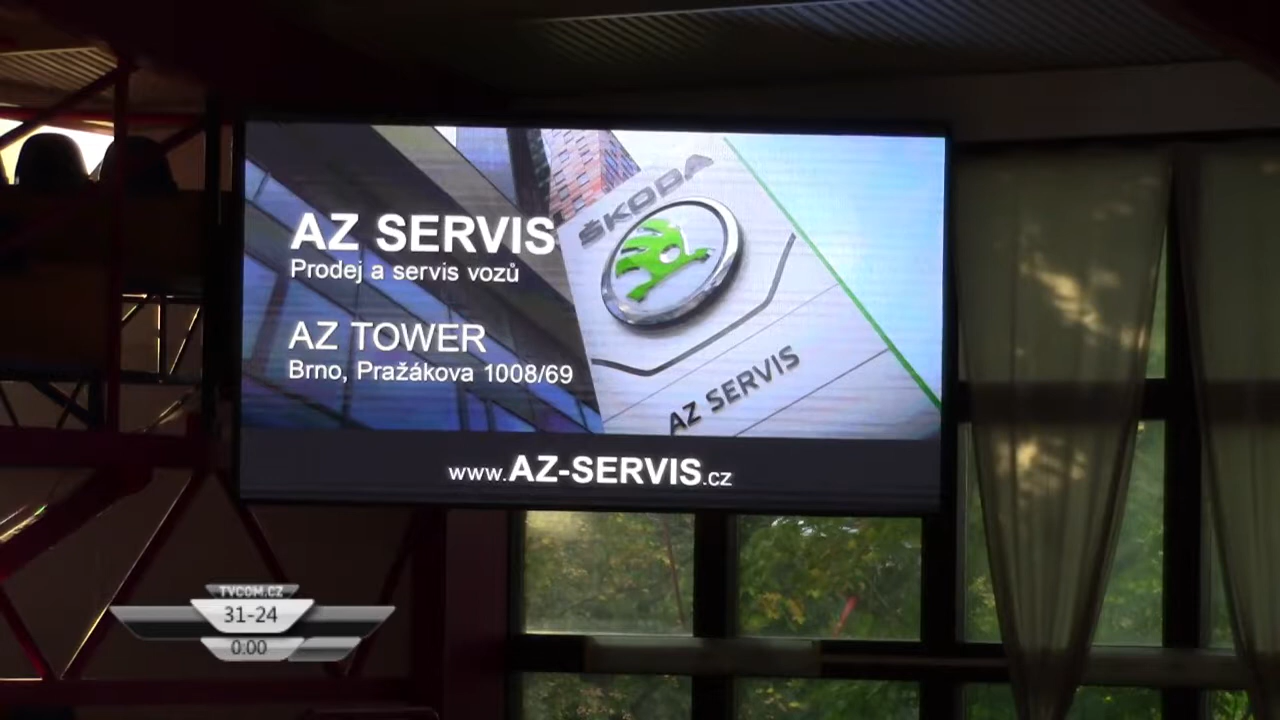 AZ SERVIS
Prodej a servis vozů
AZ TOWER
Brno, Pražákova 1008/69
ŠKODA
AZ SERVIS
www.AZ-SERVIS.cz
TVCOM.CZ
31-24
0:00